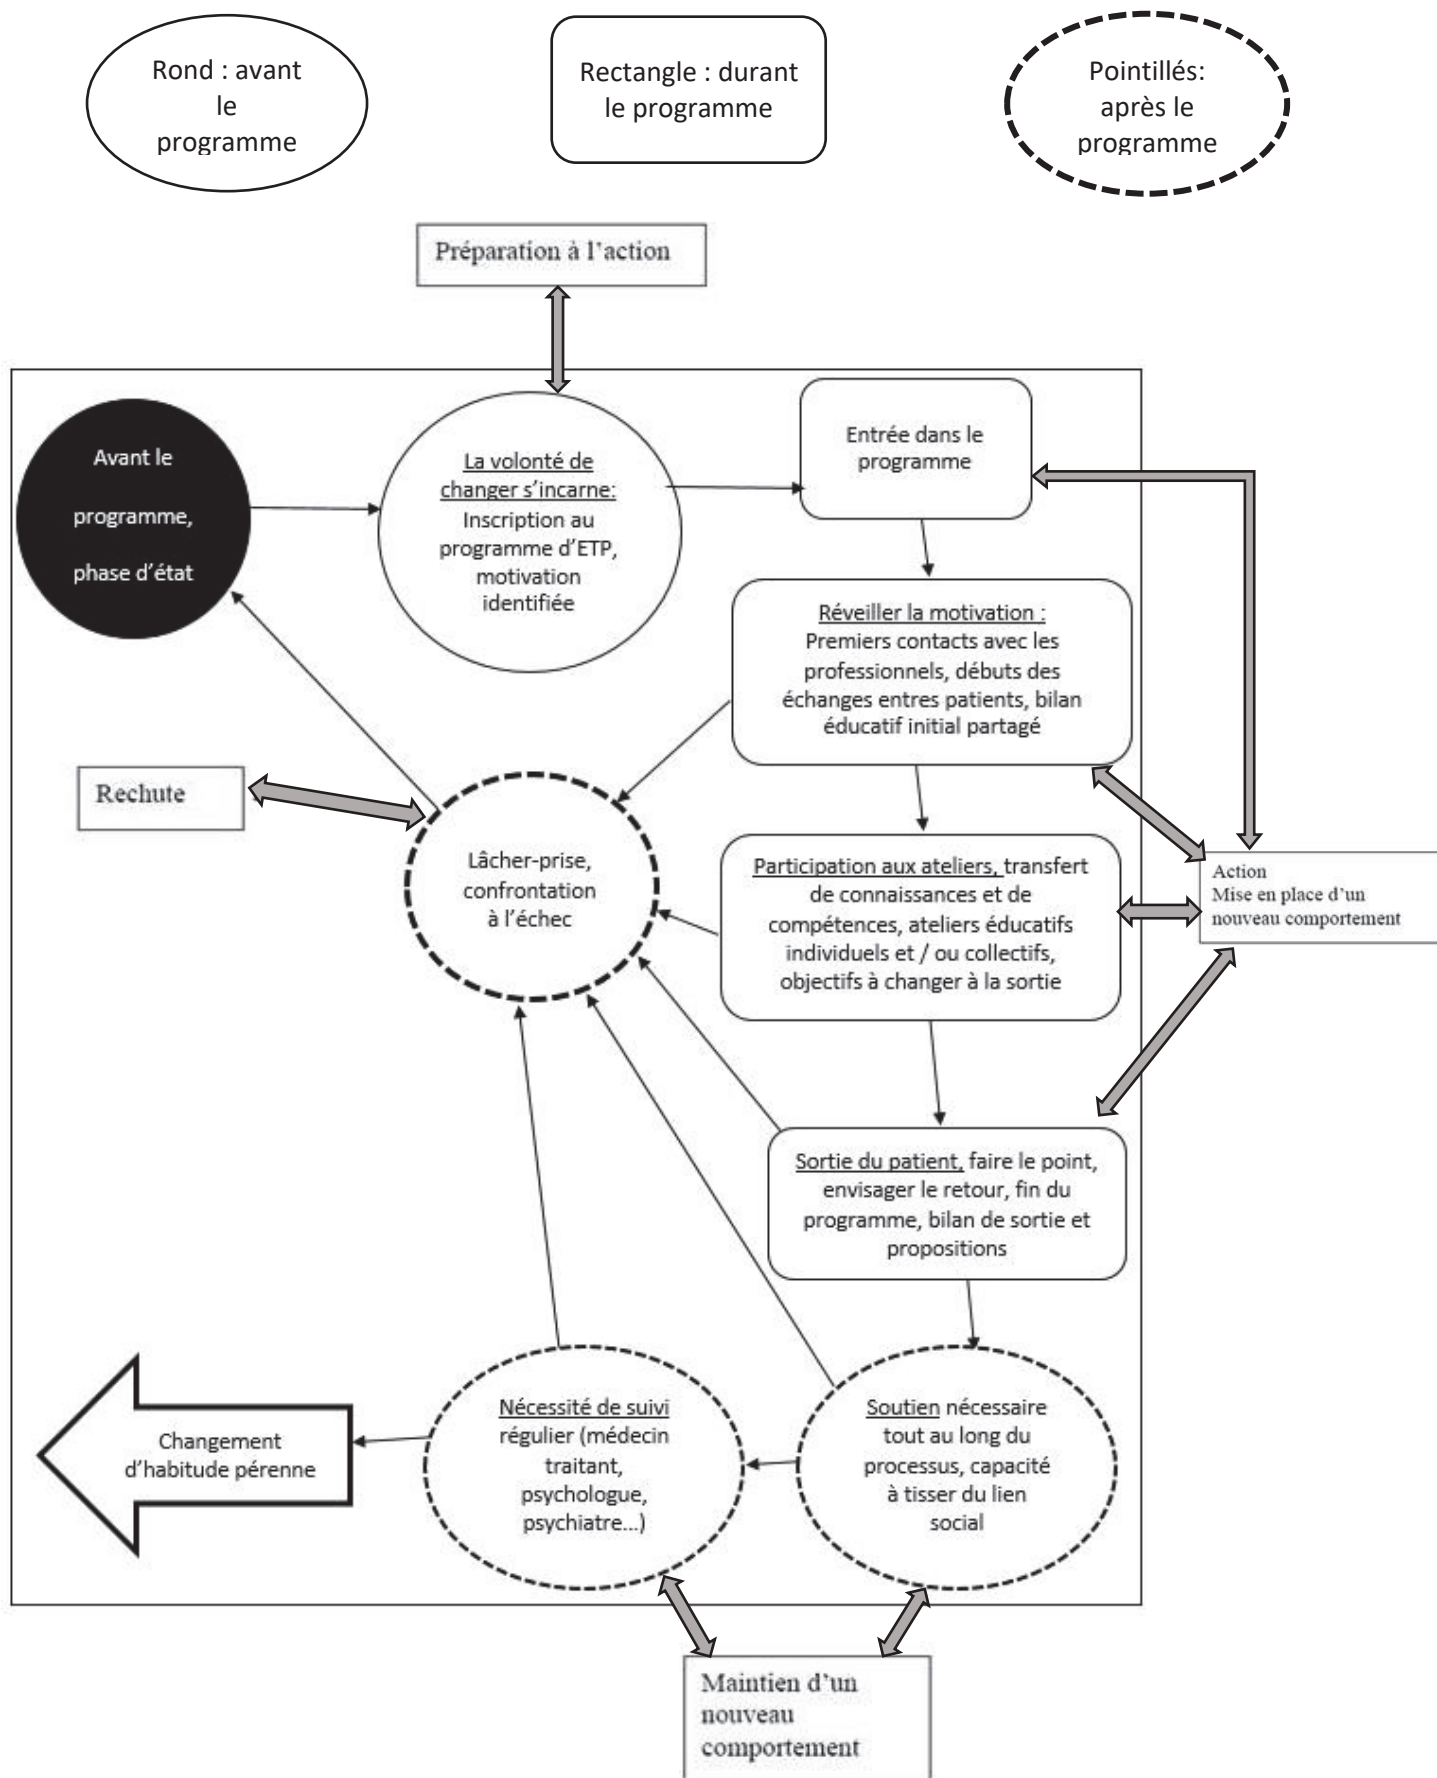 Rond : avant
le
programme
Rectangle : durant
le programme
Pointillés:
après le
programme
Préparation à l’action
Avant le
programme,
phase d’état
La volonté de
changer s’incarne:
Inscription au
programme d’ETP,
motivation
identifiée
Entrée dans le
programme
Réveiller la motivation :
Premiers contacts avec les
professionnels, débuts des
échanges entres patients, bilan
éducatif initial partagé
Rechute
Lâcher-prise,
confrontation
à l’échec
Participation aux ateliers, transfert
de connaissances et de
compétences, ateliers éducatifs
individuels et / ou collectifs,
objectifs à changer à la sortie
Action
Mise en place d’un
nouveau comportement
Sortie du patient, faire le point,
envisager le retour, fin du
programme, bilan de sortie et
propositions
Changement
d’habitude pérenne
Nécessité de suivi
régulier (médecin
traitant,
psychologue,
psychiatre...)
Soutien nécessaire
tout au long du
processus, capacité
à tisser du lien
social
Maintien d’un
nouveau
comportement